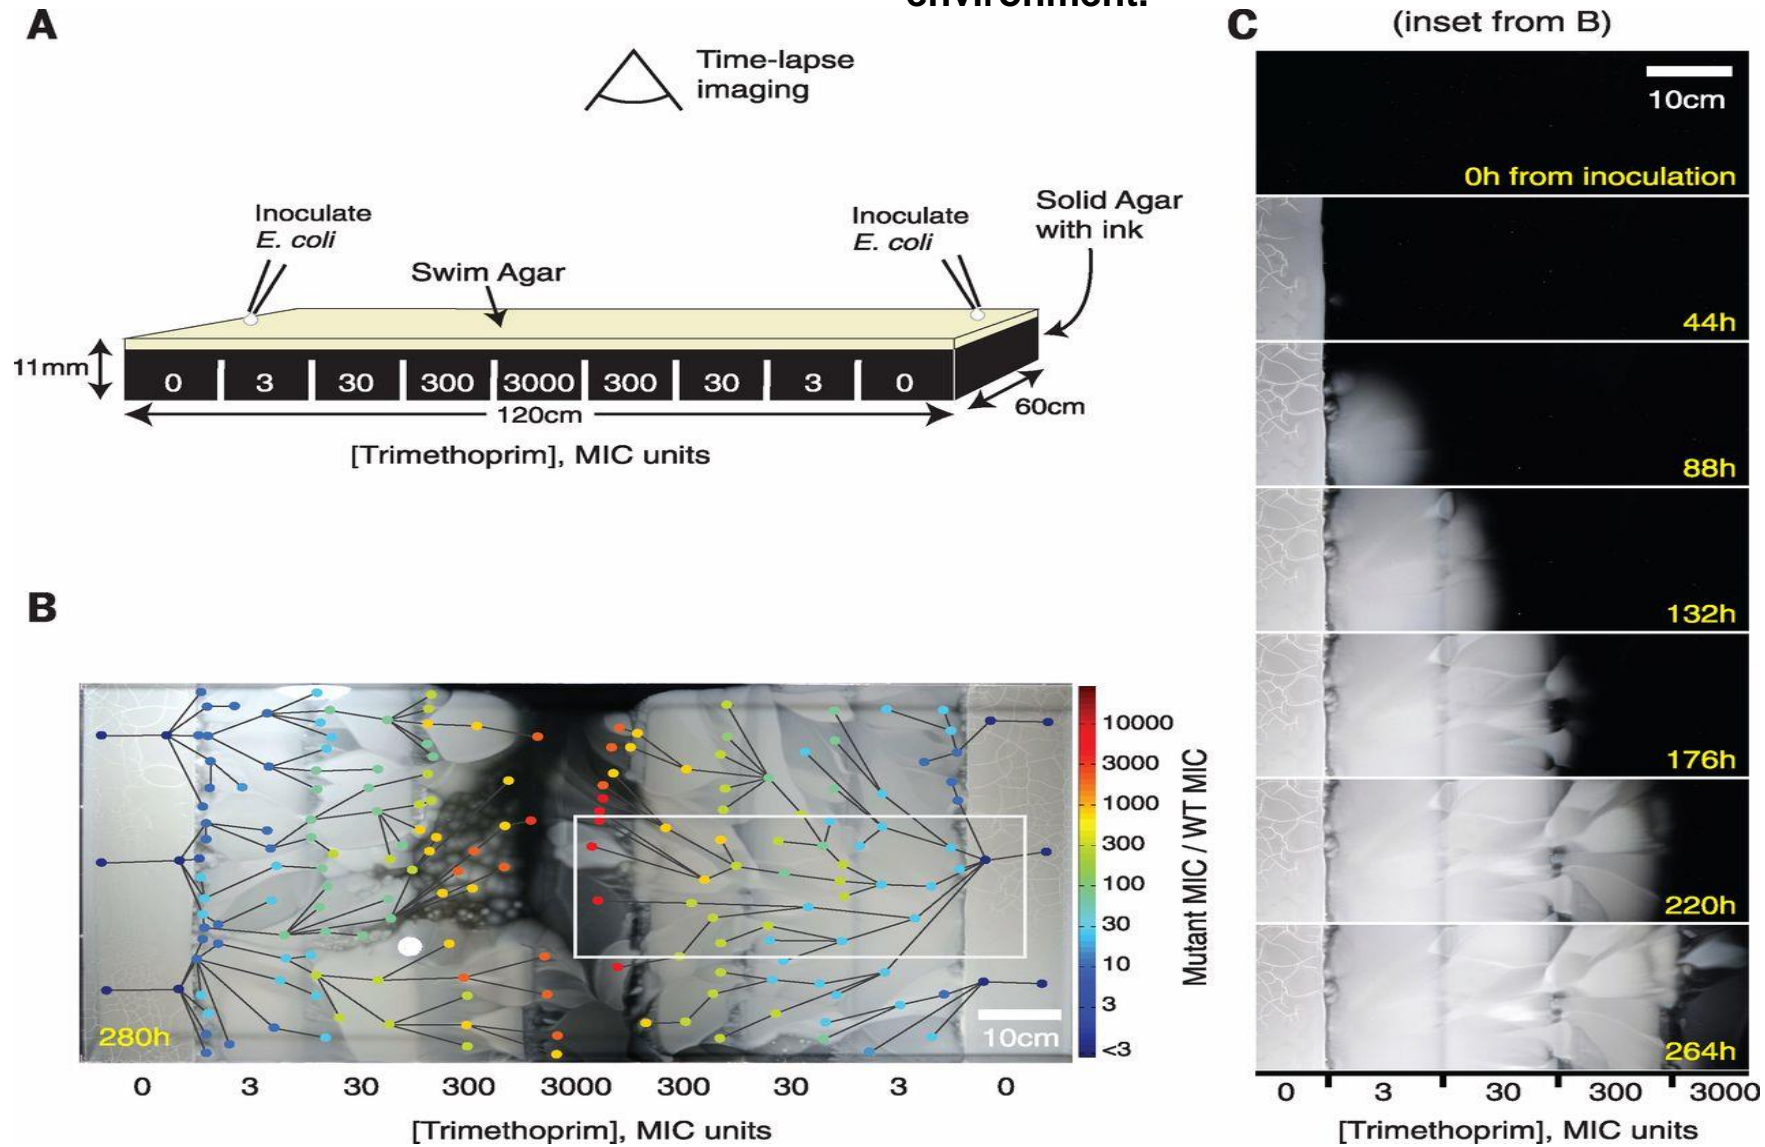 environment.
A
Time-lapse
imaging
Inoculate
E. coli
Swim Agar
Inoculate
E. coli
Solid Agar
with ink
11mm
0 3 30 300 3000 300 30 3 0
120cm
60cm
[Trimethoprim], MIC units
B
280h
10cm
0 3 30 300 3000 300 30 3 0
[Trimethoprim], MIC units
10000
3000
1000
300
100
30
10
3
<3
Mutant MIC / WT MIC
C
(inset from B)
10cm
0h from inoculation
44h
88h
132h
176h
220h
264h
0 3 30 300 3000
[Trimethoprim], MIC units